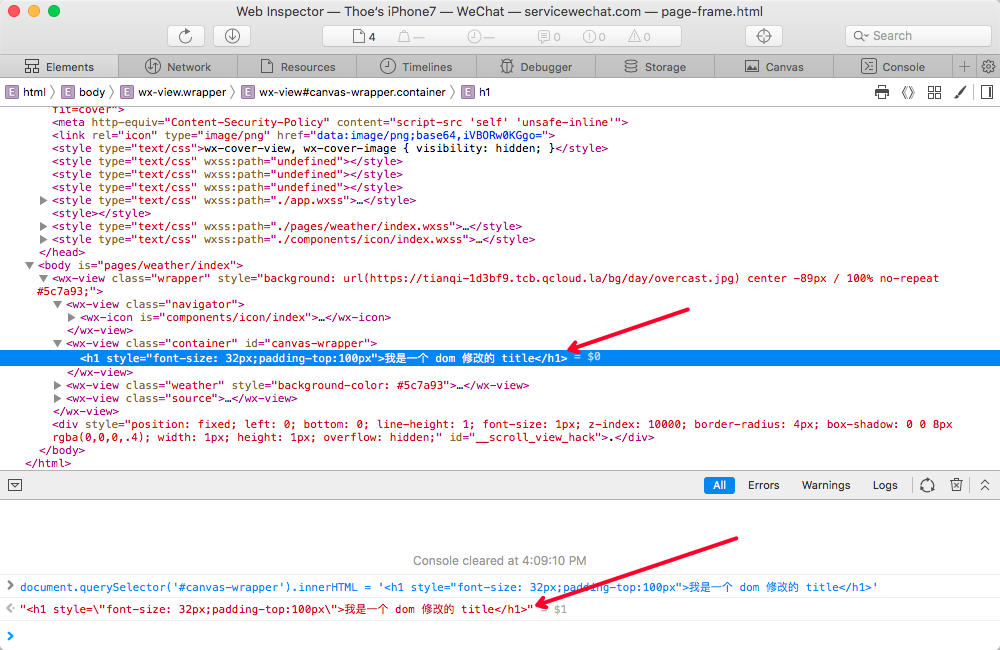 Web Inspector — Thoe's iPhone7 — WeChat — servicewechat.com — page-frame.html
4 — — 0 0 0 Search
Elements Network Resources Timelines Debugger Storage Canvas Console
E html E body E wx-view.wrapper E wx-view#canvas-wrapper.container E h1
fit=cover">
<meta http-equiv="Content-Security-Policy" content="script-src 'self' 'unsafe-inline'">
<link rel="icon" type="image/png" href="data:image/png;base64,iVBORw0KGgo=">
<style type="text/css">wx-cover-view, wx-cover-image { visibility: hidden; }</style>
<style type="text/css" wxss:path="undefined"></style>
<style type="text/css" wxss:path="undefined"></style>
<style type="text/css" wxss:path="undefined"></style>
<style type="text/css" wxss:path="./app.wxss">…</style>
<style></style>
<style type="text/css" wxss:path="./pages/weather/index.wxss">…</style>
<style type="text/css" wxss:path="./components/icon/index.wxss">…</style>
</head>
<body is="pages/weather/index">
<wx-view class="wrapper" style="background: url(https://tianqi-1d3bf9.tcb.qcloud.la/bg/day/overcast.jpg) center -89px / 100% no-repeat
#5c7a93;">
<wx-view class="navigator">
<wx-icon is="components/icon/index">…</wx-icon>
</wx-view>
<wx-view class="container" id="canvas-wrapper">
<h1 style="font-size: 32px;padding-top:100px">我是一个 dom 修改的 title</h1> = $0
</wx-view>
<wx-view class="weather" style="background-color: #5c7a93">…</wx-view>
<wx-view class="source">…</wx-view>
</wx-view>
<div style="position: fixed; left: 0; bottom: 0; line-height: 1; font-size: 1px; z-index: 10000; border-radius: 4px; box-shadow: 0 0 8px
rgba(0,0,0,.4); width: 1px; height: 1px; overflow: hidden;" id="__scroll_view_hack">.</div>
</body>
</html>
All Errors Warnings Logs
Console cleared at 4:09:10 PM
document.querySelector('#canvas-wrapper').innerHTML = '<h1 style="font-size: 32px;padding-top:100px">我是一个 dom 修改的 title</h1>'
"<h1 style=\"font-size: 32px;padding-top:100px\">我是一个 dom 修改的 title</h1>" = $1